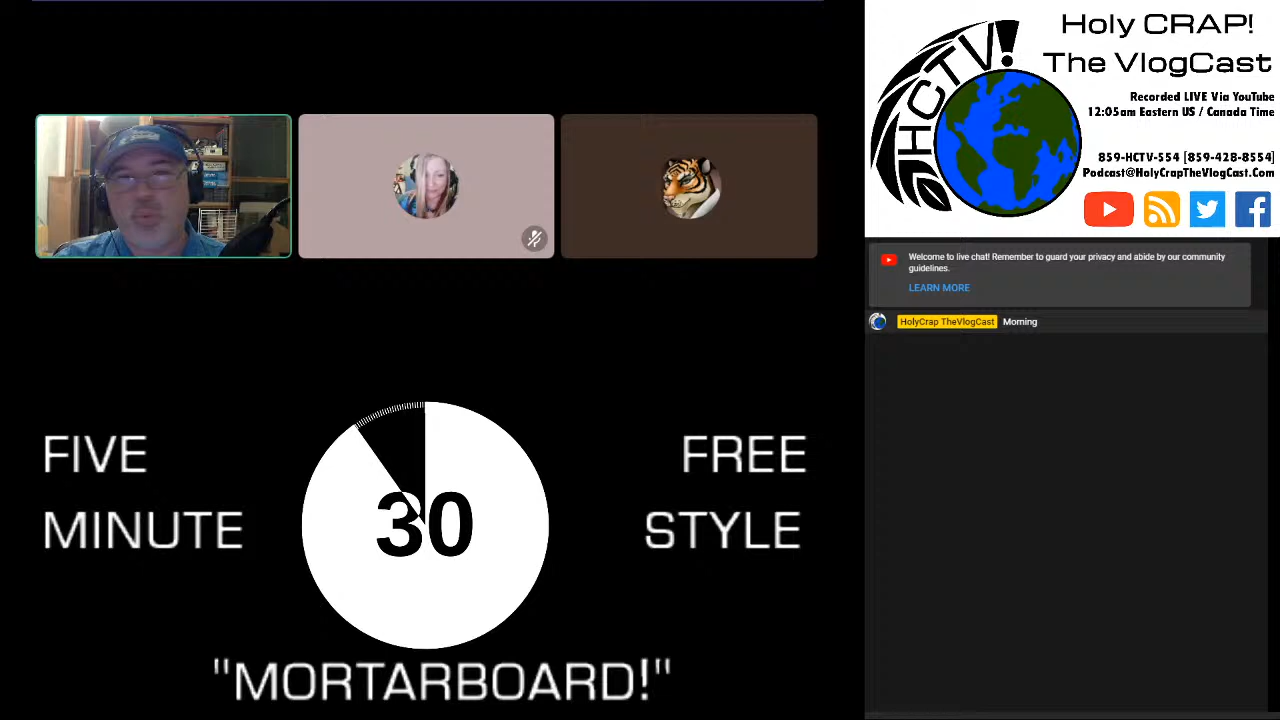 HCTV!
Holy CRAP!
The VlogCast
Recorded LIVE Via YouTube
12:05am Eastern US / Canada Time
859-HCTV-554 [859-428-8554]
Podcast@HolyCrapTheVlogCast.Com
Welcome to live chat! Remember to guard your privacy and abide by our community
guidelines.
LEARN MORE
HolyCrap TheVlogCast Morning
FIVE
MINUTE
30
FREE
STYLE
"MORTARBOARD!"